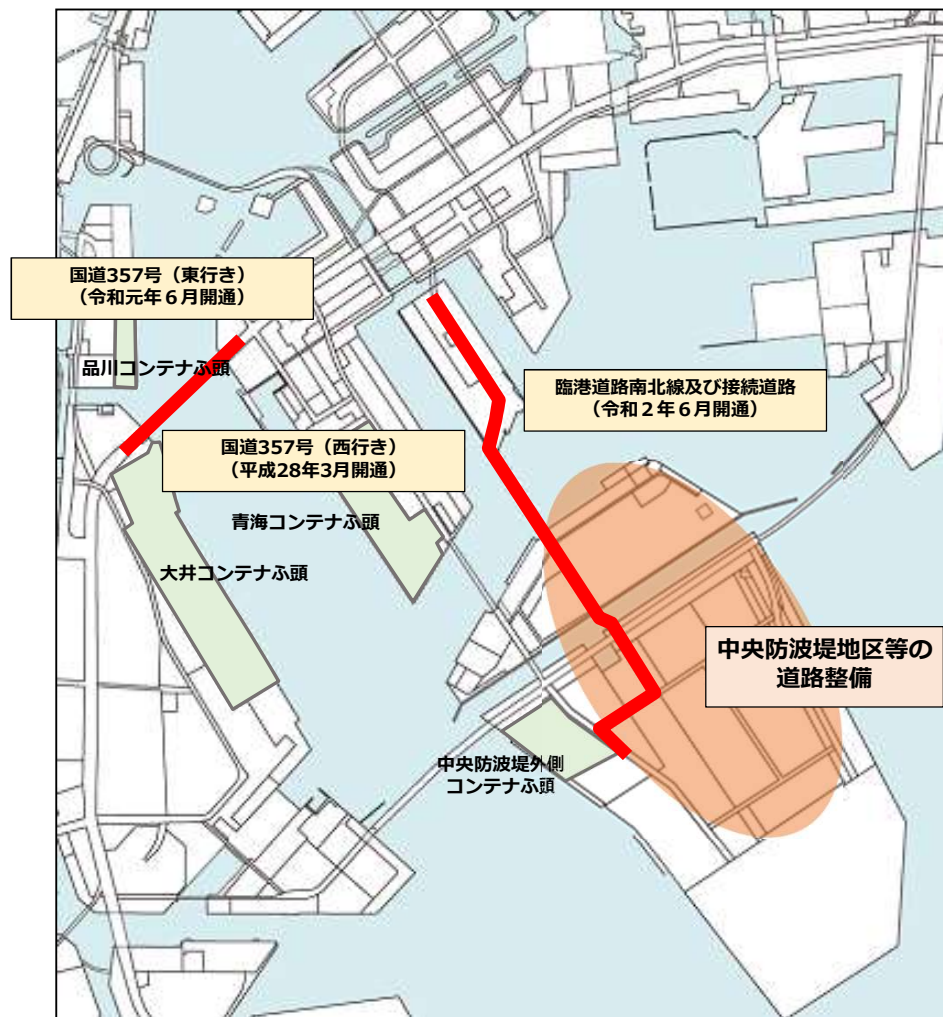 国道357号（東行き）
（令和元年６月開通）
品川コンテナふ頭
臨港道路南北線及び接続道路
（令和２年６月開通）
国道357号（西行き）
（平成28年3月開通）
青海コンテナふ頭
大井コンテナふ頭
中央防波堤地区等の
道路整備
中央防波堤外側
コンテナふ頭